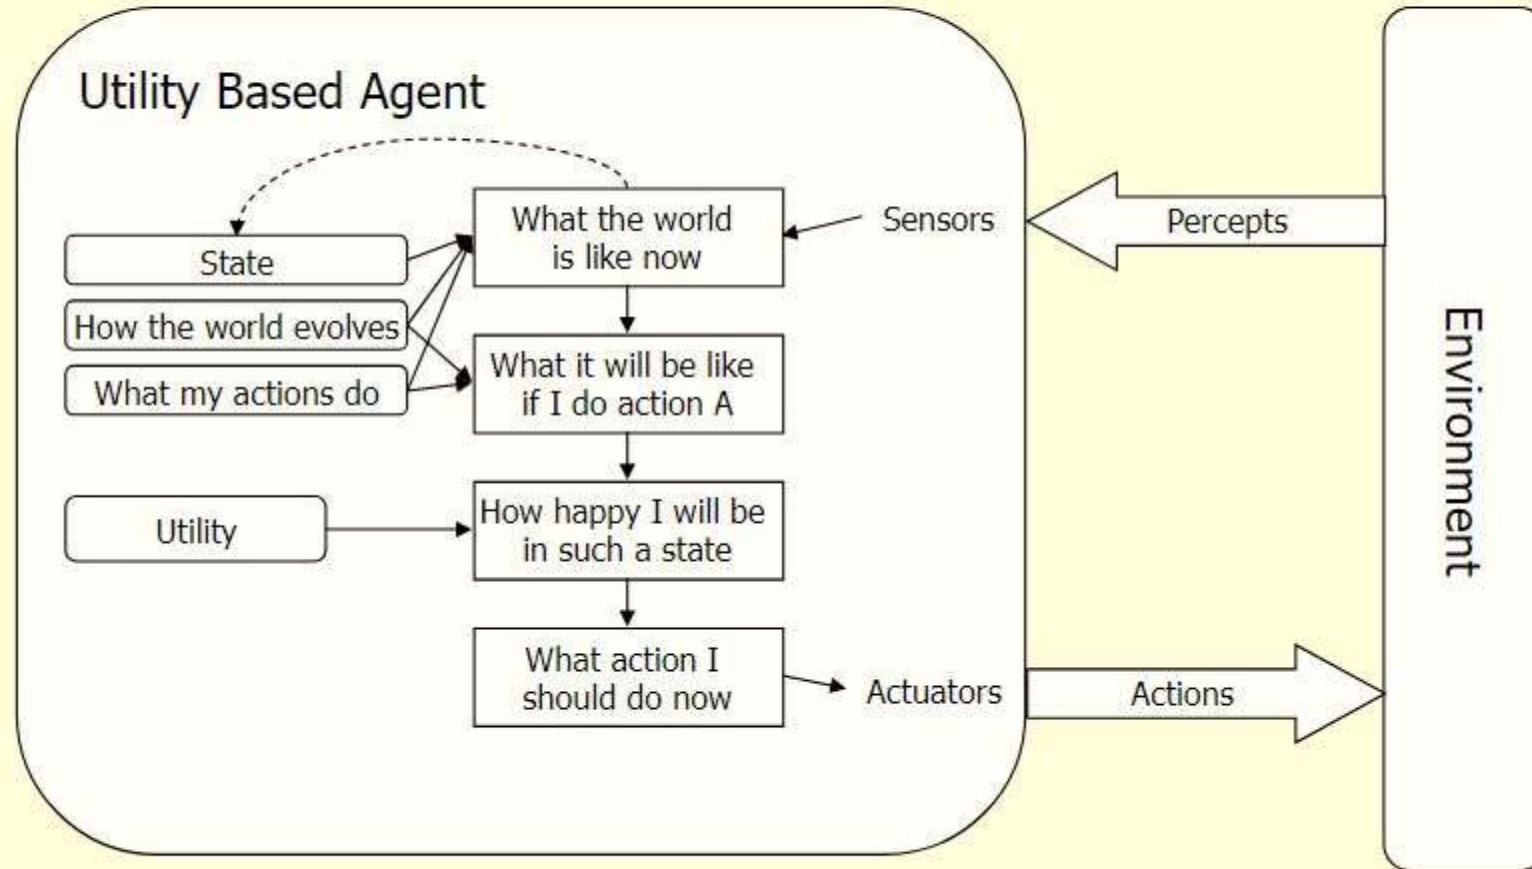 Utility Based Agent
What the world
is like now
Sensors
Percepts
State
How the world evolves
What my actions do
What it will be like
if I do action A
Utility
How happy I will be
in such a state
What action I
should do now
Actuators
Actions
Environment